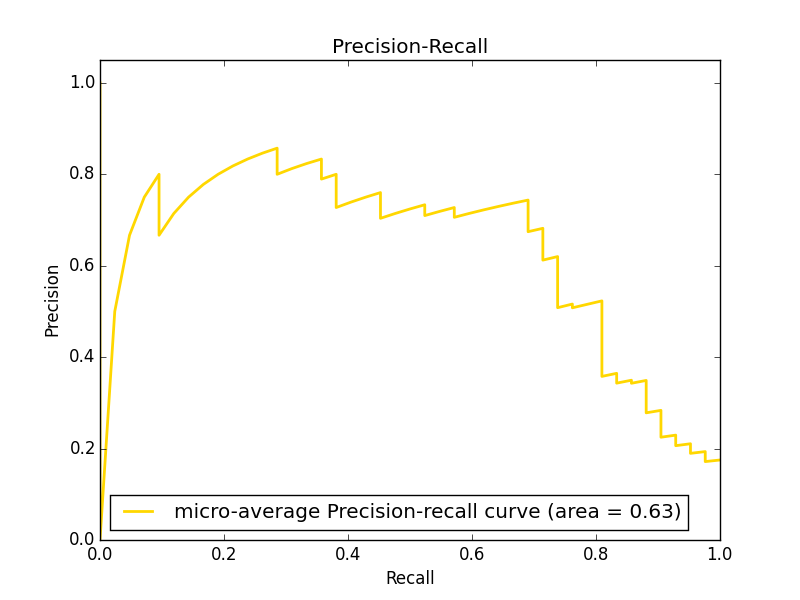 Precision-Recall
1.0
0.8
0.6
0.4
0.2
0.0
Precision
micro-average Precision-recall curve (area = 0.63)
0.0 0.2 0.4 0.6 0.8 1.0
Recall